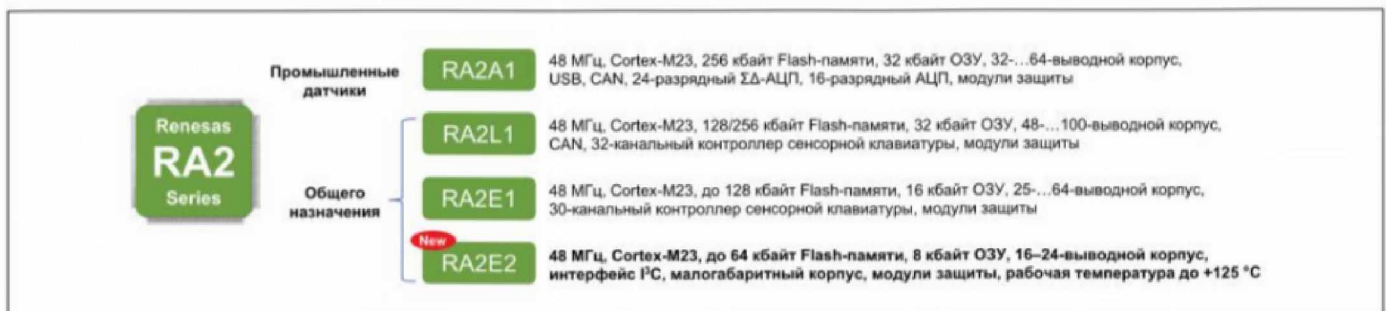 Renesas
RA2
Series
Промышленные
датчики
RA2A1
48 МГц, Cortex-M23, 256 кбайт Flash-памяти, 32 кбайт ОЗУ, 32-...64-выводной корпус,
USB, CAN, 24-разрядный ΣΔ-АЦП, 16-разрядный АЦП, модули защиты
Общего
назначения
RA2L1
48 МГц, Cortex-M23, 128/256 кбайт Flash-памяти, 32 кбайт ОЗУ, 48-...100-выводной корпус,
CAN, 32-канальный контроллер сенсорной клавиатуры, модули защиты
RA2E1
48 МГц, Cortex-M23, до 128 кбайт Flash-памяти, 16 кбайт ОЗУ, 25-...64-выводной корпус,
30-канальный контроллер сенсорной клавиатуры, модули защиты
New
RA2E2
48 МГц, Cortex-M23, до 64 кбайт Flash-памяти, 8 кбайт ОЗУ, 16–24-выводной корпус,
интерфейс I³C, малогабаритный корпус, модули защиты, рабочая температура до +125 °C